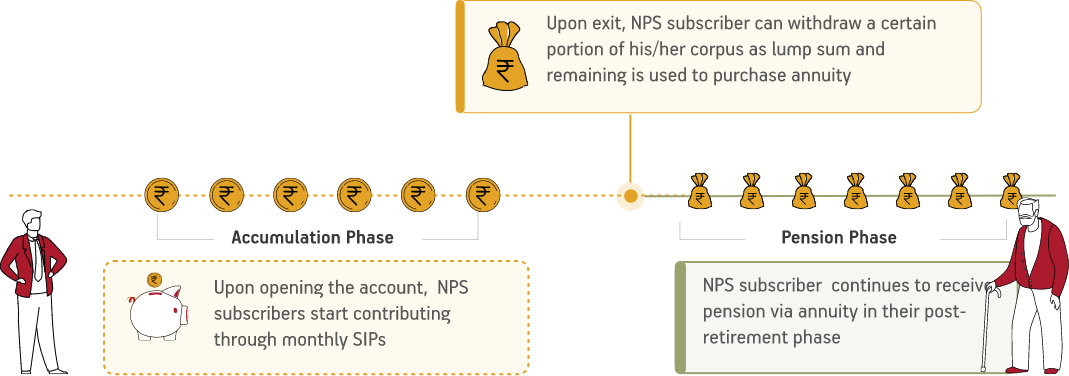 Upon exit, NPS subscriber can withdraw a certain
portion of his/her corpus as lump sum and
remaining is used to purchase annuity
₹
₹ ₹ ₹ ₹ ₹ ₹ ₹ ₹ ₹ ₹ ₹ ₹ ₹
Accumulation Phase
Pension Phase
₹
Upon opening the account, NPS
subscribers start contributing
through monthly SIPs
NPS subscriber continues to receive
pension via annuity in their post-
retirement phase